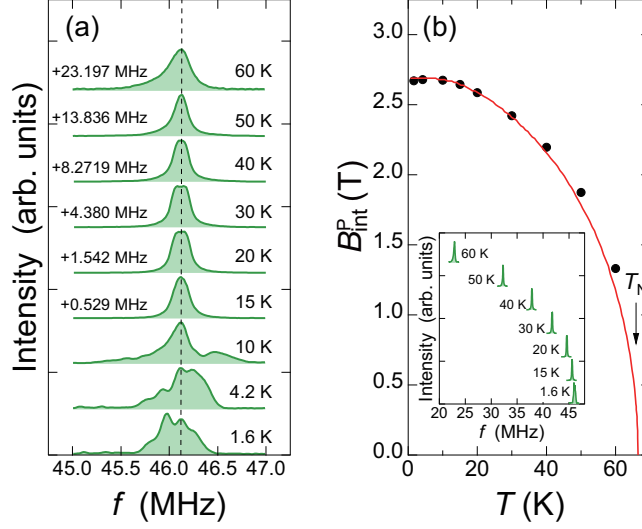 (a)
+23.197 MHz 60 K
+13.836 MHz 50 K
+8.2719 MHz 40 K
+4.380 MHz 30 K
+1.542 MHz 20 K
+0.529 MHz 15 K
10 K
4.2 K
1.6 K
Intensity (arb. units)
45.0 45.5 46.0 46.5 47.0
f (MHz)
(b)
3.0
2.5
2.0
1.5
1.0
0.5
0.0
B^P_int (T)
T_N
0 20 40 60
T (K)
60 K
50 K
40 K
30 K
20 K
15 K
1.6 K
Intensity (arb. units)
20 25 30 35 40 45
f (MHz)